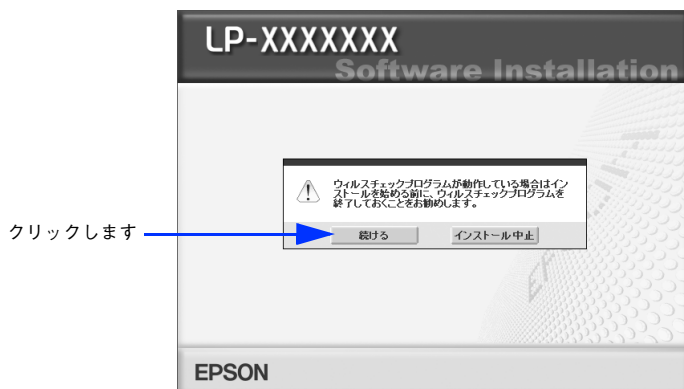 LP-XXXXXXX
Software Installation
ウィルスチェックプログラムが動作している場合はイン
ストールを始める前に、ウィルスチェックプログラムを
終了しておくことをお勧めします。
クリックします
続ける
インストール中止
EPSON